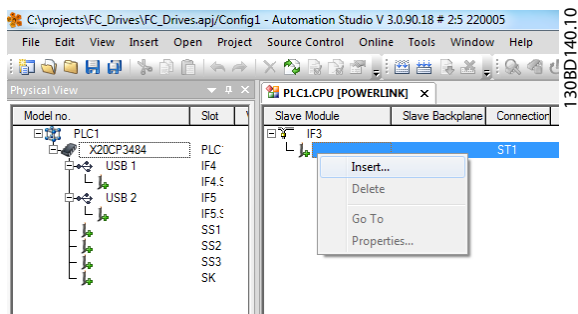 C:\projects\FC_Drives\FC_Drives.apj/Config1 - Automation Studio V 3.0.90.18 # 2:5 220005
File Edit View Insert Open Project Source Control Online Tools Window Help
Physical View
PLC1.CPU [POWERLINK] x
Model no. Slot
Slave Module Slave Backplane Connection
PLC1
IF3
X20CP3484 PLC
ST1
USB 1 IF4
IF4.S
USB 2 IF5
IF5.S
SS1
SS2
SS3
SK
Insert...
Delete
Go To
Properties...
130BD140.10